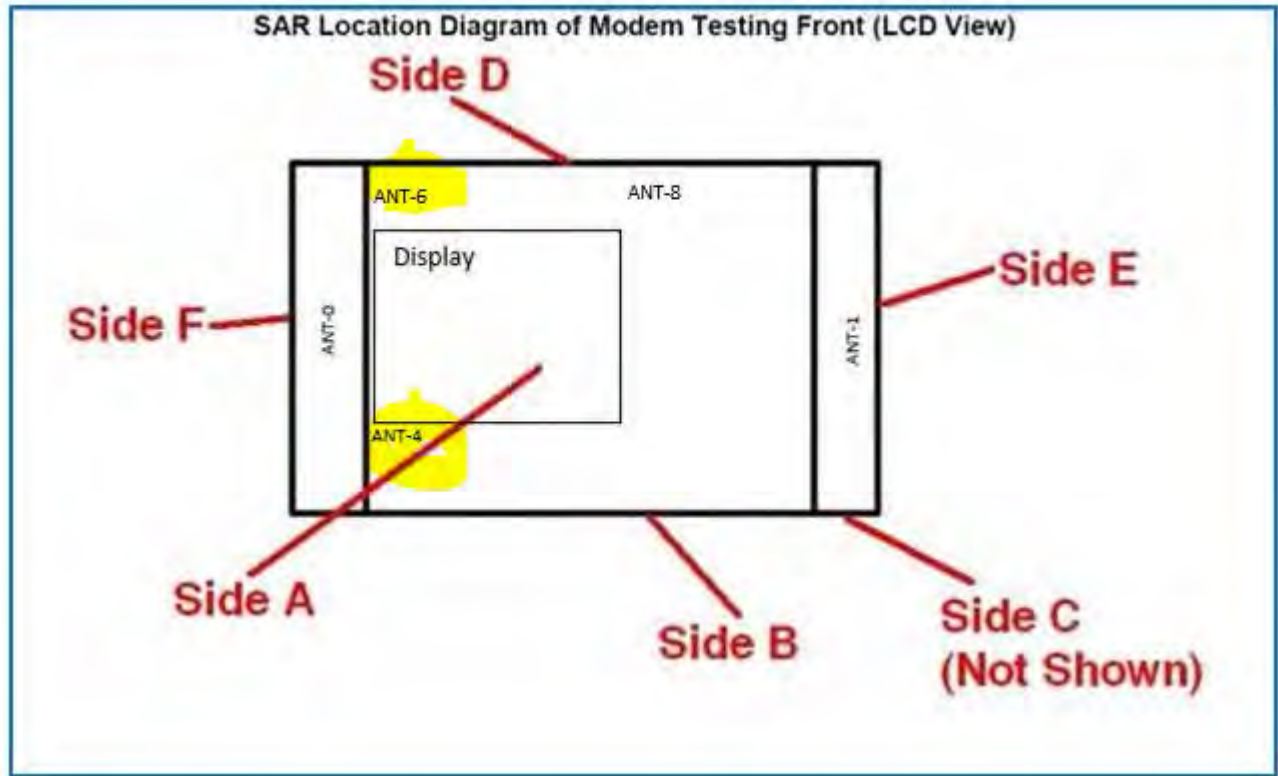 SAR Location Diagram of Modem Testing Front (LCD View)
Side D
ANT-6
ANT-8
Display
Side E
Side F
ANT-0
ANT-1
ANT-4
Side A
Side B
Side C
(Not Shown)